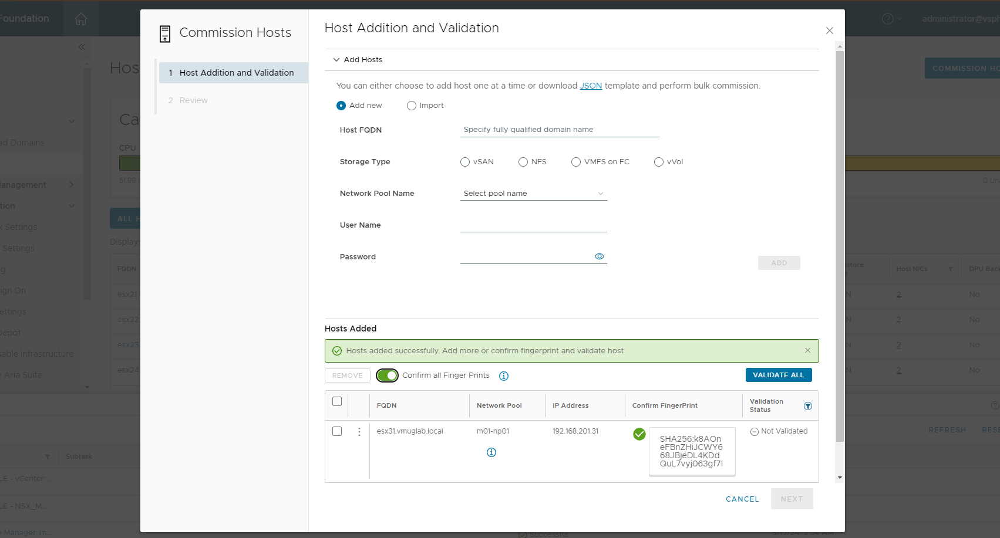 Foundation
administrator@vsph
Commission Hosts
1 Host Addition and Validation
2 Review
Host Addition and Validation
Add Hosts
You can either choose to add host one at a time or download JSON template and perform bulk commission.
Add new
Import
Host FQDN
Specify fully qualified domain name
Storage Type
vSAN
NFS
VMFS on FC
vVol
Network Pool Name
Select pool name
User Name
Password
ADD
Hosts Added
Hosts added successfully. Add more or confirm fingerprint and validate host
REMOVE
Confirm all Finger Prints
VALIDATE ALL
FQDN
Network Pool
IP Address
Confirm FingerPrint
Validation
Status
esx31.vmuglab.local
m01-np01
192.168.201.31
SHA256:k8AOn
eFBnZHiJCWY6
68JBjeDL4KDd
QuL7vyj063gf7I
Not Validated
CANCEL
NEXT
Hos
COMMISSION HO
Ca
ad Domains
CPU
51.99
0 Un
anagement
tion
ALL H
k Settings
Displays
Settings
g
FQDN
store
e
Host NICs
DPU Back
ign On
esx21.
N
2
No
ettings
esx22
N
2
No
Depot
esx23
N
2
No
sable Infrastructure
esx24
N
2
No
e Aria Suite
REFRESH
RESE
Subtask
LE - vCenter:...
LE - NSX_M...
e Manager Im...
Successful